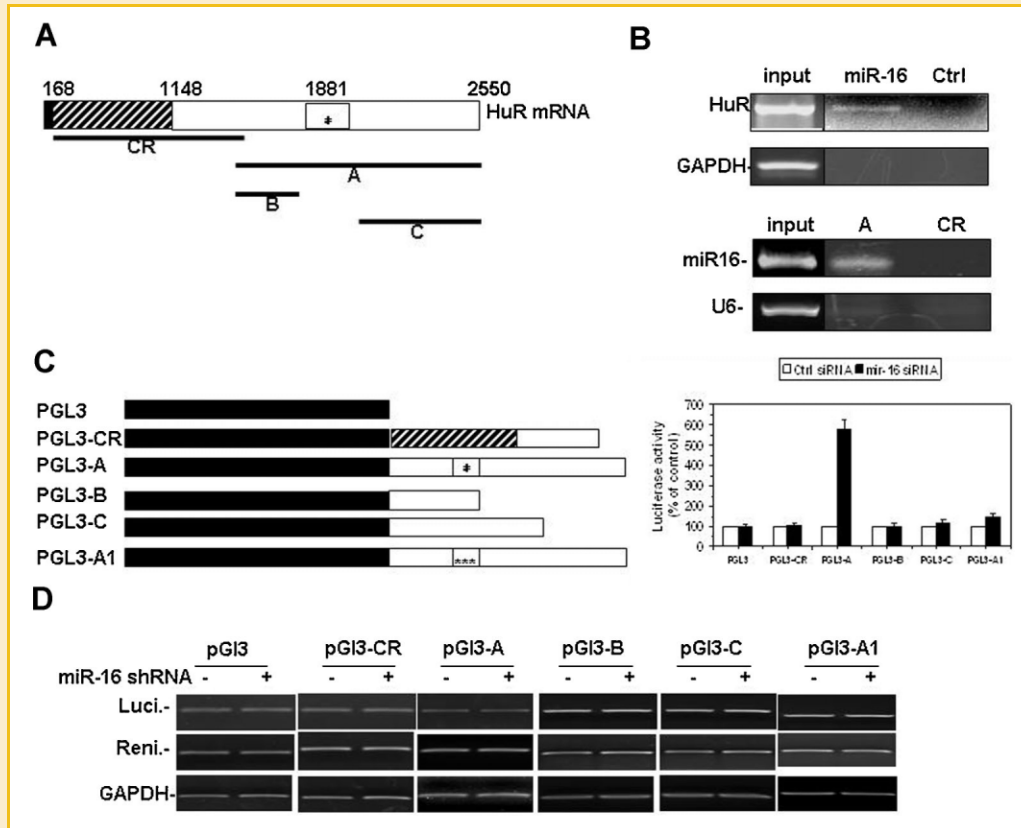 A
168 1148 1881 2550
HuR mRNA
CR
A
B
C
B
input miR-16 Ctrl
HuR
GAPDH-
input A CR
miR16-
U6-
C
PGL3
PGL3-CR
PGL3-A
PGL3-B
PGL3-C
PGL3-A1
***
Ctrl siRNA mir-16 siRNA
Luciferase activity
(% of control)
700
600
500
400
300
200
100
0
PGL3 PGL3-CR PGL3-A PGL3-B PGL3-C PGL3-A1
D
pGl3 pGl3-CR pGl3-A pGl3-B pGl3-C pGl3-A1
miR-16 shRNA - + - + - + - + - + - +
Luci.-
Reni.-
GAPDH-